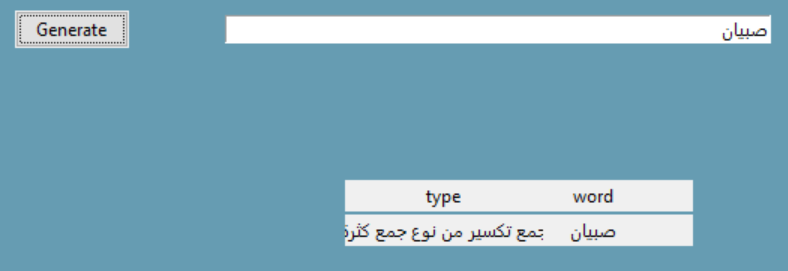 Generate صبيان
type word
جمع تكسير من نوع جمع كثرة صبيان